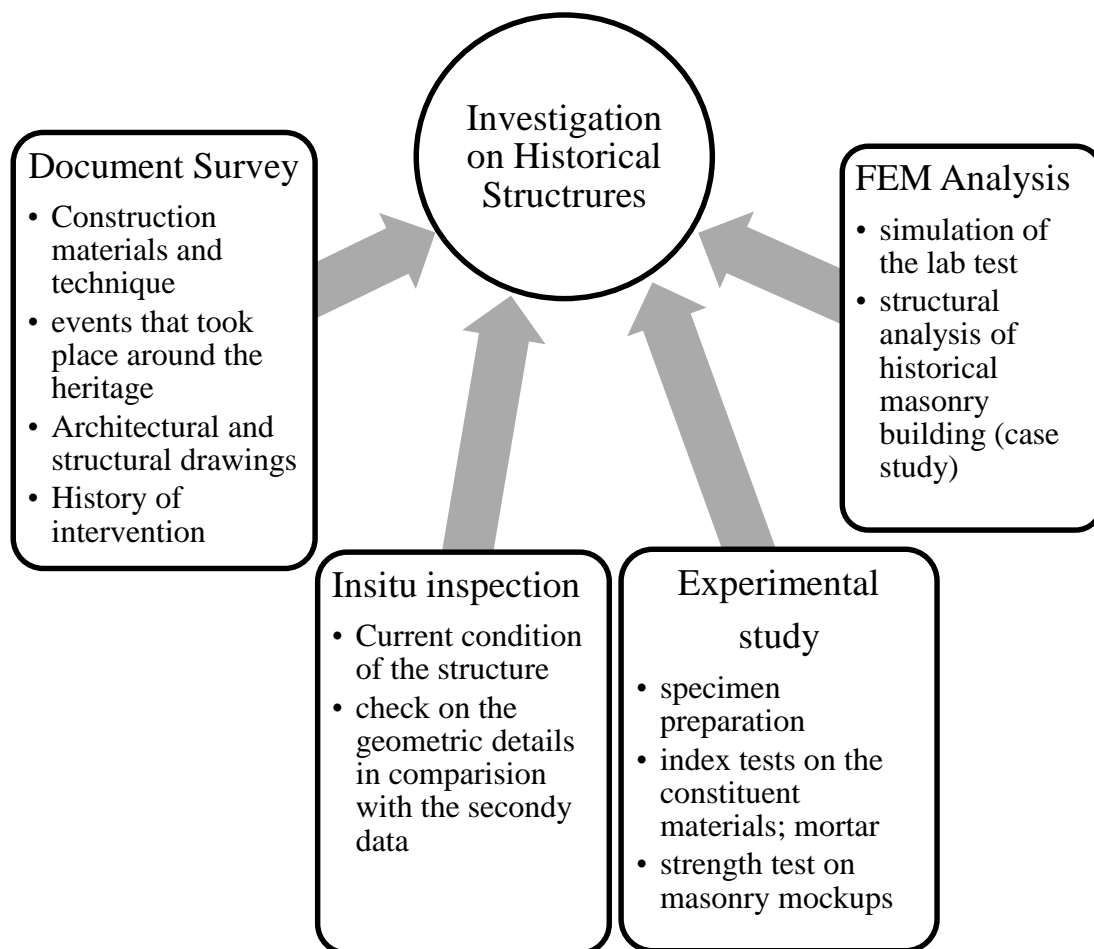 Investigation
on Historical
Structrures
Document Survey
• Construction
materials and
technique
• events that took
place around the
heritage
• Architectural and
structural drawings
• History of
intervention
Insitu inspection
• Current condition
of the structure
• check on the
geometric details
in comparision
with the secondy
data
Experimental
study
• specimen
preparation
• index tests on the
constituent
materials; mortar
• strength test on
masonry mockups
FEM Analysis
• simulation of
the lab test
• structural
analysis of
historical
masonry
building (case
study)